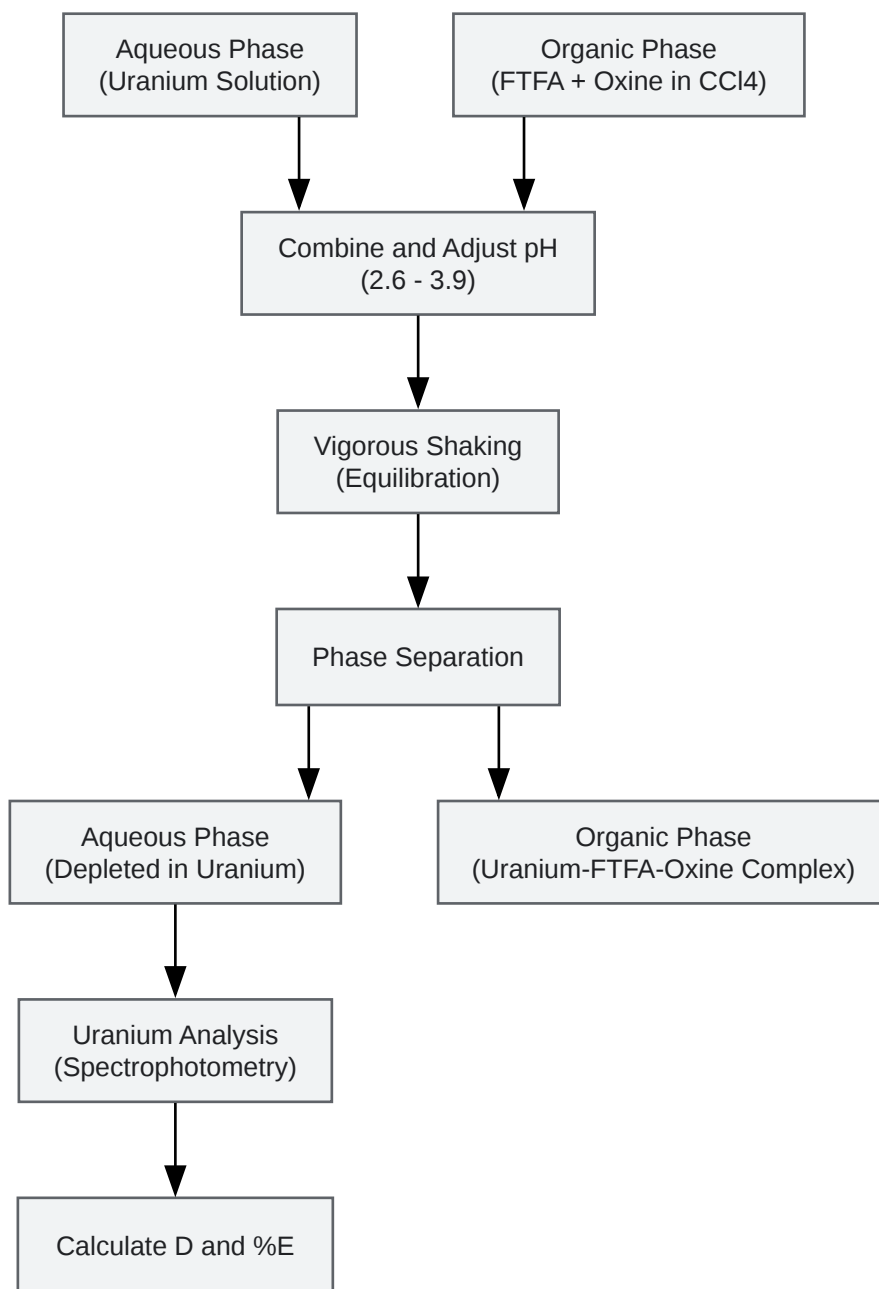 Aqueous Phase
(Uranium Solution)
Organic Phase
(FTFA + Oxine in CCl4)
Combine and Adjust pH
(2.6 - 3.9)
Vigorous Shaking
(Equilibration)
Phase Separation
Aqueous Phase
(Depleted in Uranium)
Organic Phase
(Uranium-FTFA-Oxine Complex)
Uranium Analysis
(Spectrophotometry)
Calculate D and %E